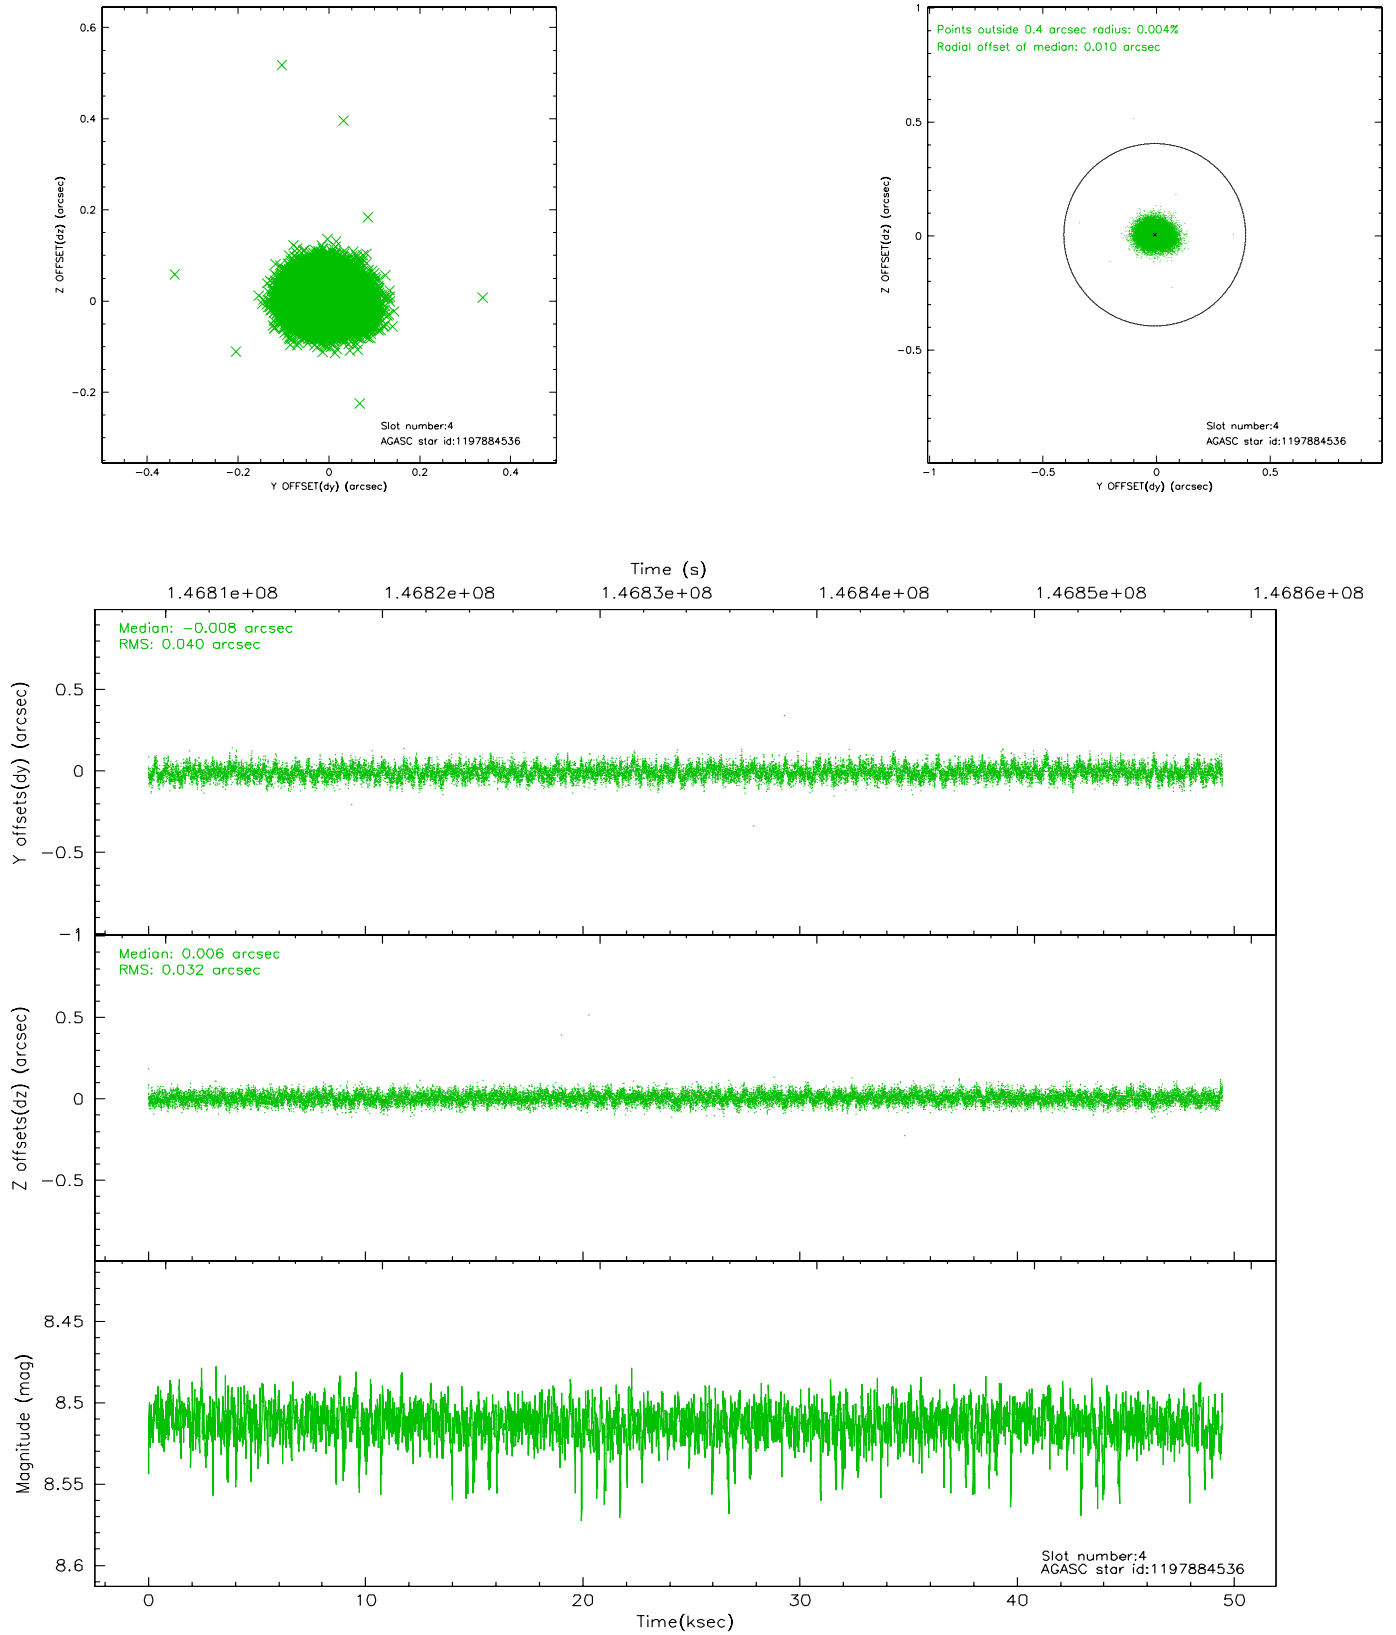 0.6
0.4
0.2
0
−0.2
Z OFFSET(dz) (arcsec)
Slot number:4
AGASC star id:1197884536
−0.4 −0.2 0 0.2 0.4
Y OFFSET(dy) (arcsec)
1
0.5
0
−0.5
Z OFFSET(dz) (arcsec)
Points outside 0.4 arcsec radius: 0.004%
Radial offset of median: 0.010 arcsec
Slot number:4
AGASC star id:1197884536
−1 −0.5 0 0.5
Y OFFSET(dy) (arcsec)
Time (s)
1.4681e+08 1.4682e+08 1.4683e+08 1.4684e+08 1.4685e+08 1.4686e+08
Median: −0.008 arcsec
RMS: 0.040 arcsec
0.5
0
−0.5
−1
Y offsets(dy) (arcsec)
Median: 0.006 arcsec
RMS: 0.032 arcsec
0.5
0
−0.5
Z offsets(dz) (arcsec)
8.45
8.5
8.55
8.6
Magnitude (mag)
Slot number:4
AGASC star id:1197884536
0 10 20 30 40 50
Time(ksec)